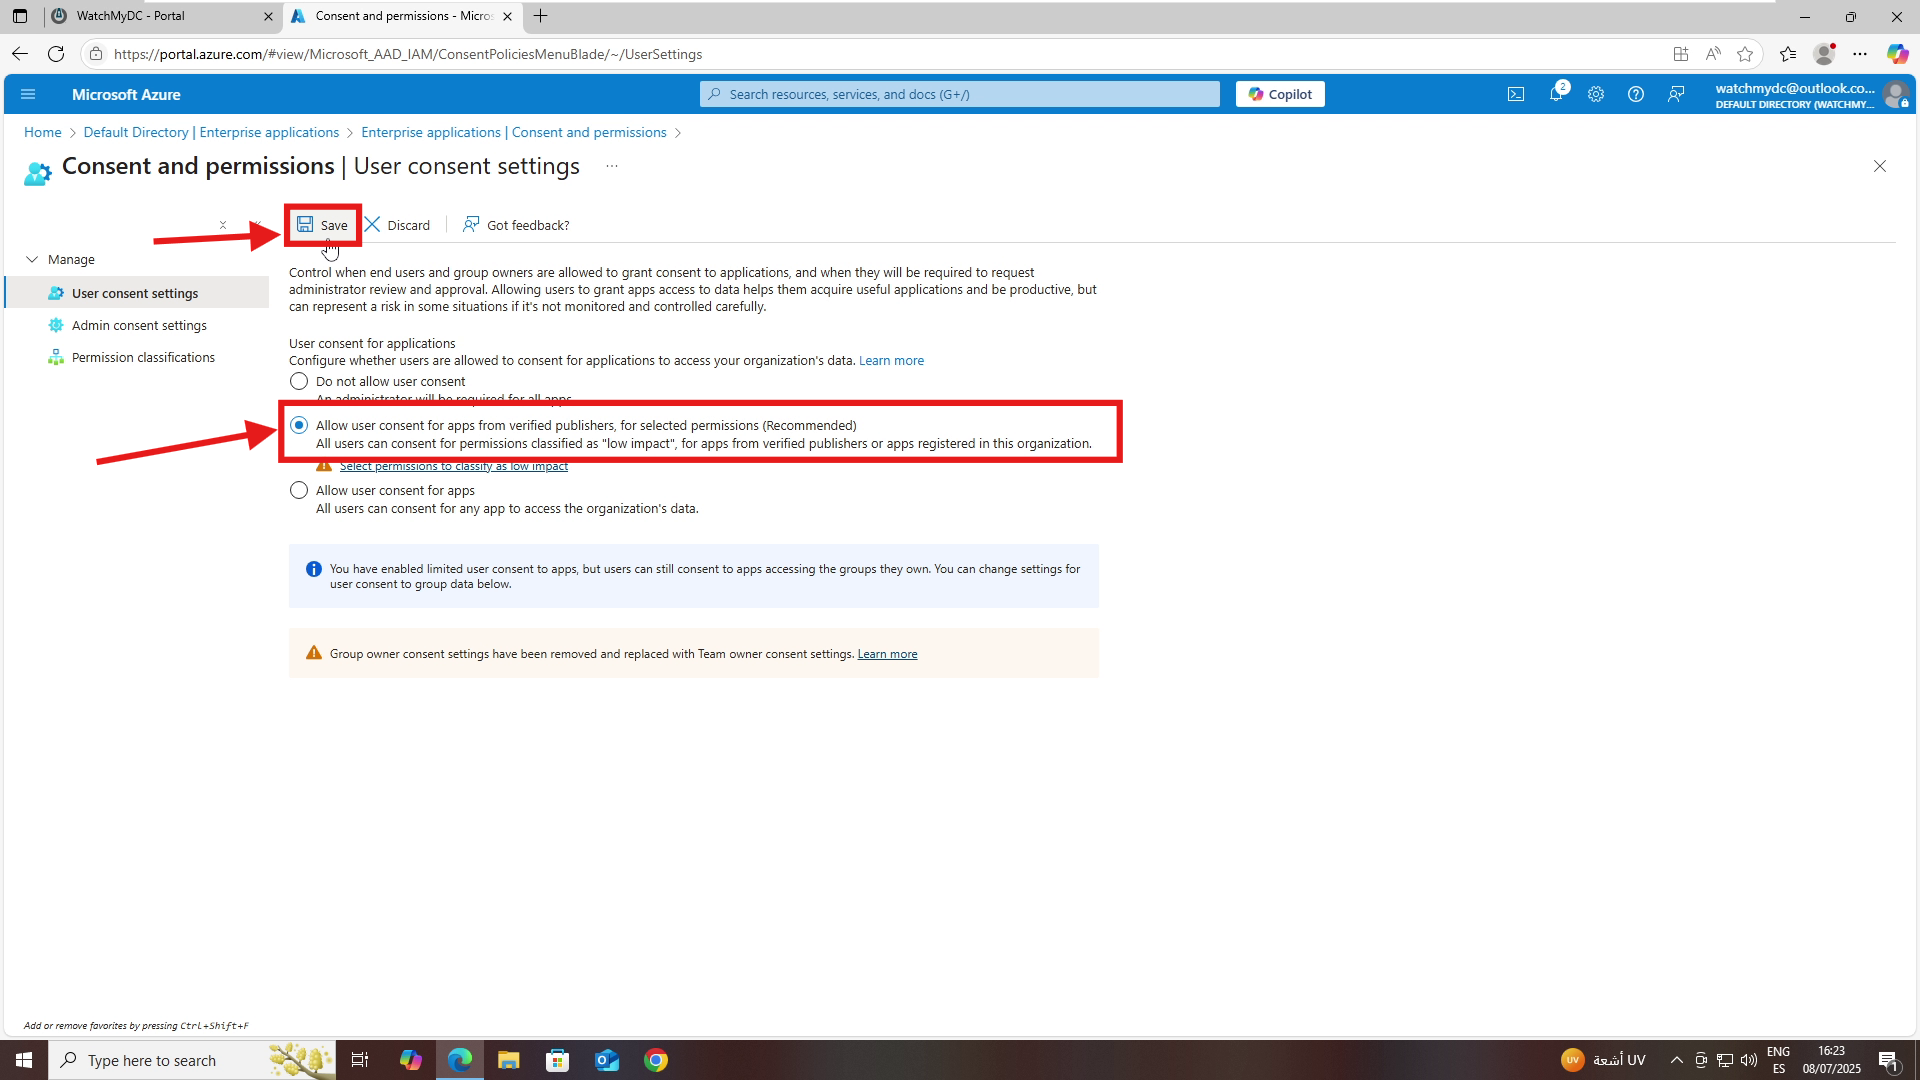 WatchMyDC - Portal
Consent and permissions - Micros
https://portal.azure.com/#view/Microsoft_AAD_IAM/ConsentPoliciesMenuBlade/~/UserSettings
Microsoft Azure
Search resources, services, and docs (G+/)
Copilot
2
watchmydc@outlook.co...
DEFAULT DIRECTORY (WATCHMY...
Home > Default Directory | Enterprise applications > Enterprise applications | Consent and permissions >
Consent and permissions | User consent settings ...
Save
Discard
Got feedback?
Manage
User consent settings
Admin consent settings
Permission classifications
Control when end users and group owners are allowed to grant consent to applications, and when they will be required to request
administrator review and approval. Allowing users to grant apps access to data helps them acquire useful applications and be productive, but
can represent a risk in some situations if it's not monitored and controlled carefully.
User consent for applications
Configure whether users are allowed to consent for applications to access your organization's data. Learn more
Do not allow user consent
An administrator will be required for all apps.
Allow user consent for apps from verified publishers, for selected permissions (Recommended)
All users can consent for permissions classified as "low impact", for apps from verified publishers or apps registered in this organization.
Select permissions to classify as low impact
Allow user consent for apps
All users can consent for any app to access the organization's data.
You have enabled limited user consent to apps, but users can still consent to apps accessing the groups they own. You can change settings for
user consent to group data below.
Group owner consent settings have been removed and replaced with Team owner consent settings. Learn more
Add or remove favorites by pressing Ctrl+Shift+F
Type here to search
UV
أشعة UV
ENG
ES
16:23
08/07/2025
1